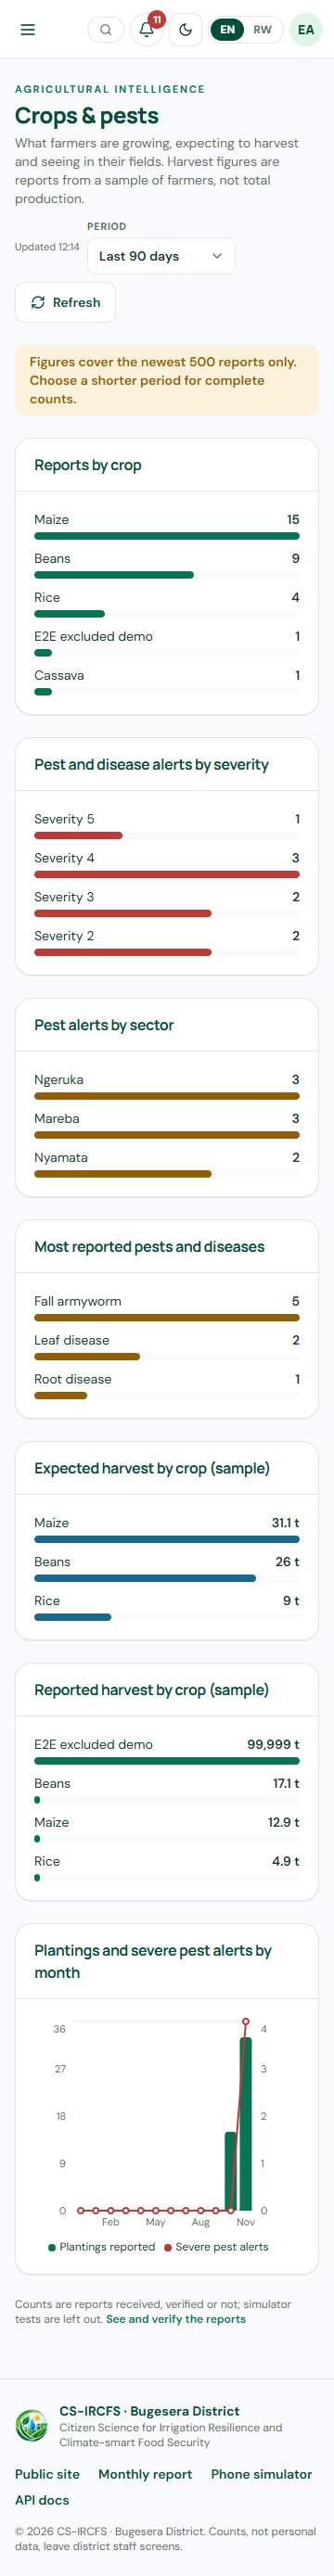 11
EN RW
EA
AGRICULTURAL INTELLIGENCE
Crops & pests
What farmers are growing, expecting to harvest
and seeing in their fields. Harvest figures are
reports from a sample of farmers, not total
production.
PERIOD
Updated 12:14
Last 90 days
Refresh
Figures cover the newest 500 reports only.
Choose a shorter period for complete
counts.
Reports by crop
Maize 15
Beans 9
Rice 4
E2E excluded demo 1
Cassava 1
Pest and disease alerts by severity
Severity 5 1
Severity 4 3
Severity 3 2
Severity 2 2
Pest alerts by sector
Ngeruka 3
Mareba 3
Nyamata 2
Most reported pests and diseases
Fall armyworm 5
Leaf disease 2
Root disease 1
Expected harvest by crop (sample)
Maize 31.1 t
Beans 26 t
Rice 9 t
Reported harvest by crop (sample)
E2E excluded demo 99,999 t
Beans 17.1 t
Maize 12.9 t
Rice 4.9 t
Plantings and severe pest alerts by
month
36 4
27 3
18 2
9 1
0 0
Feb May Aug Nov
Plantings reported Severe pest alerts
Counts are reports received, verified or not; simulator
tests are left out. See and verify the reports
CS-IRCFS · Bugesera District
Citizen Science for Irrigation Resilience and
Climate-smart Food Security
Public site Monthly report Phone simulator
API docs
© 2026 CS-IRCFS · Bugesera District. Counts, not personal
data, leave district staff screens.